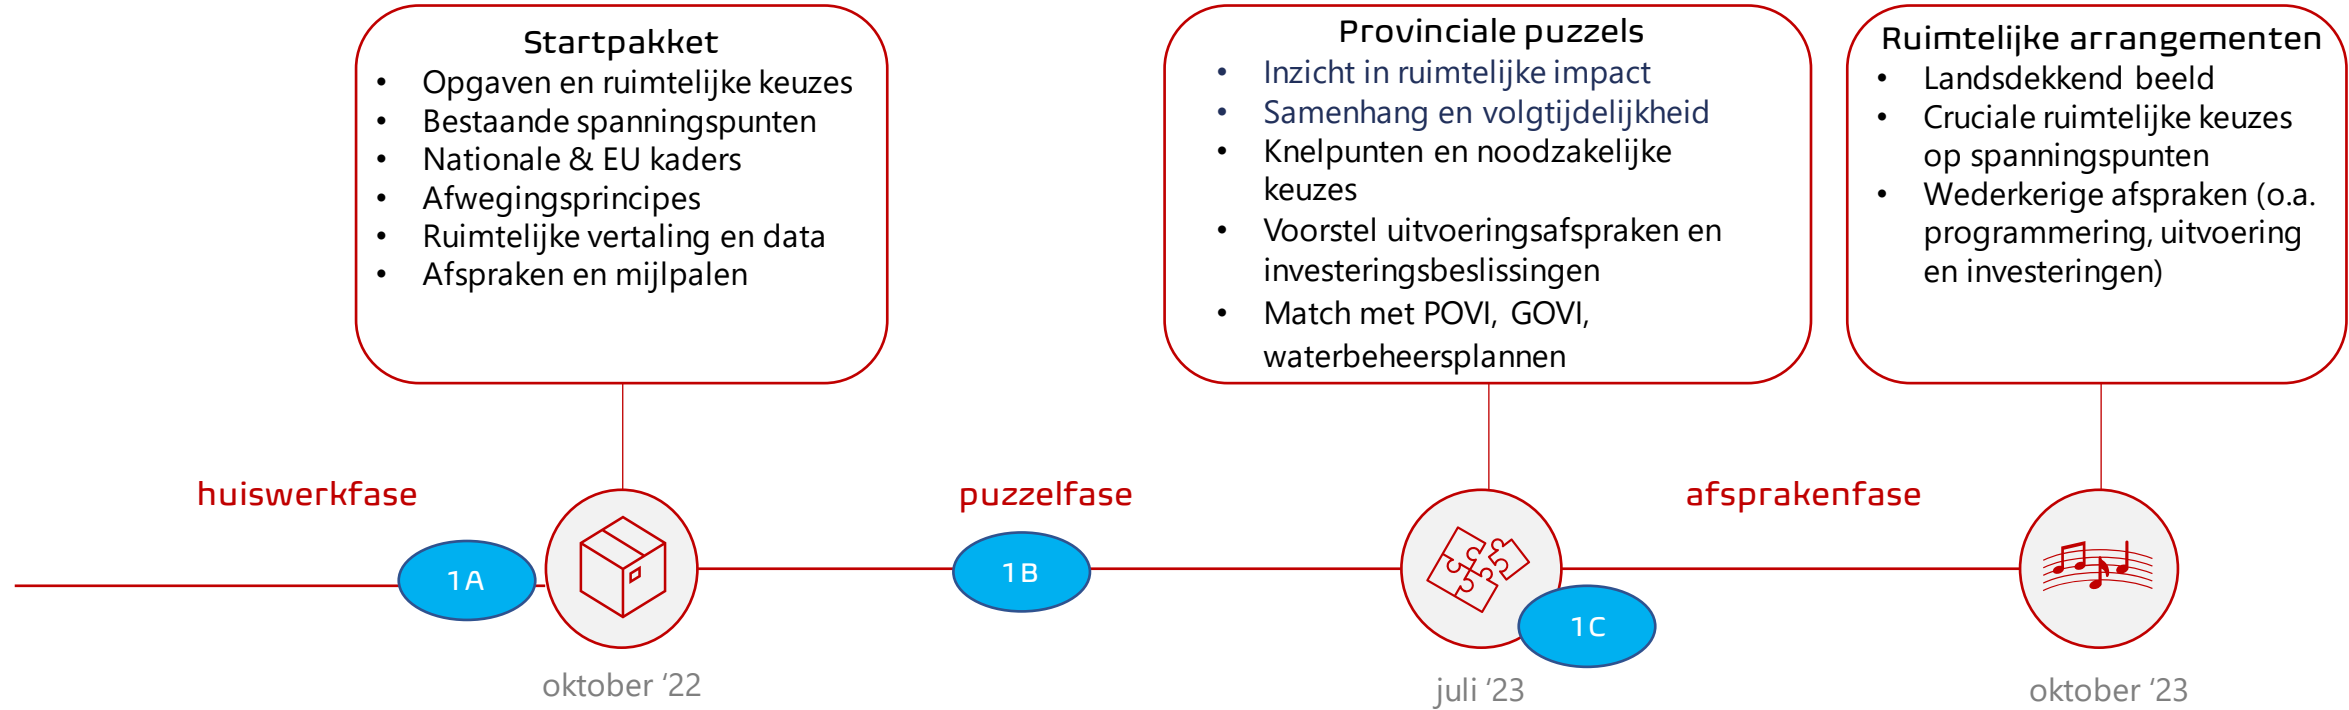 Startpakket
• Opgaven en ruimtelijke keuzes
• Bestaande spanningspunten
• Nationale & EU kaders
• Afwegingsprincipes
• Ruimtelijke vertaling en data
• Afspraken en mijlpalen
Provinciale puzzels
• Inzicht in ruimtelijke impact
• Samenhang en volgtijdelijkheid
• Knelpunten en noodzakelijke
keuzes
• Voorstel uitvoeringsafspraken en
investeringsbeslissingen
• Match met POVI, GOVI,
waterbeheersplannen
Ruimtelijke arrangementen
• Landsdekkend beeld
• Cruciale ruimtelijke keuzes
op spanningspunten
• Wederkerige afspraken (o.a.
programmering, uitvoering
en investeringen)
huiswerkfase
puzzelfase
afsprakenfase
1A
1B
1C
oktober ‘22
juli ‘23
oktober ‘23